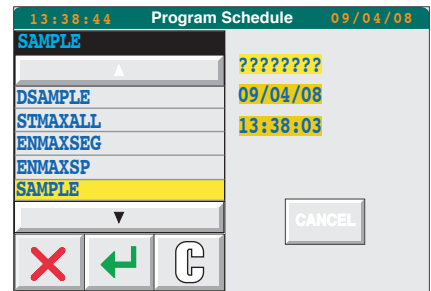 13:38:44 Program Schedule 09/04/08
SAMPLE
DSAMPLE
STMAXALL
ENMAXSEG
ENMAXSP
SAMPLE
????????
09/04/08
13:38:03
CANCEL
C